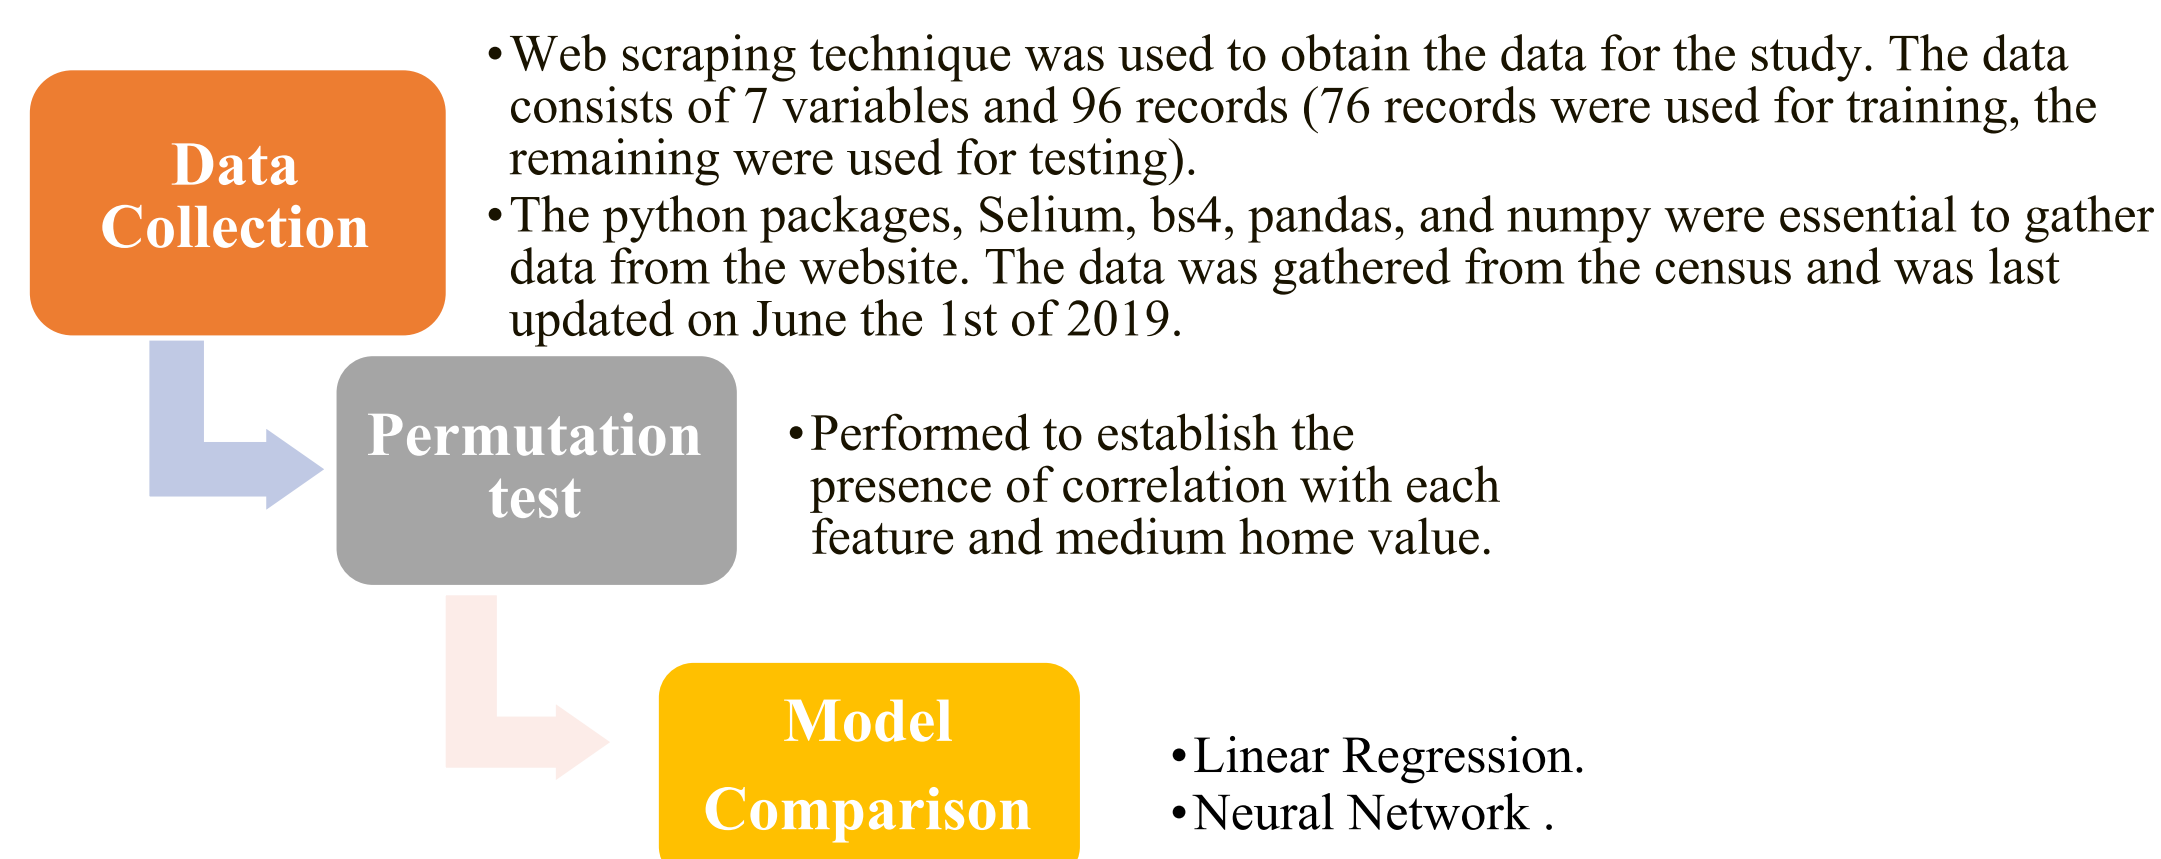 Data
Collection
•Web scraping technique was used to obtain the data for the study. The data
consists of 7 variables and 96 records (76 records were used for training, the
remaining were used for testing).
•The python packages, Selium, bs4, pandas, and numpy were essential to gather
data from the website. The data was gathered from the census and was last
updated on June the 1st of 2019.
Permutation
test
•Performed to establish the
presence of correlation with each
feature and medium home value.
Model
Comparison
•Linear Regression.
•Neural Network .